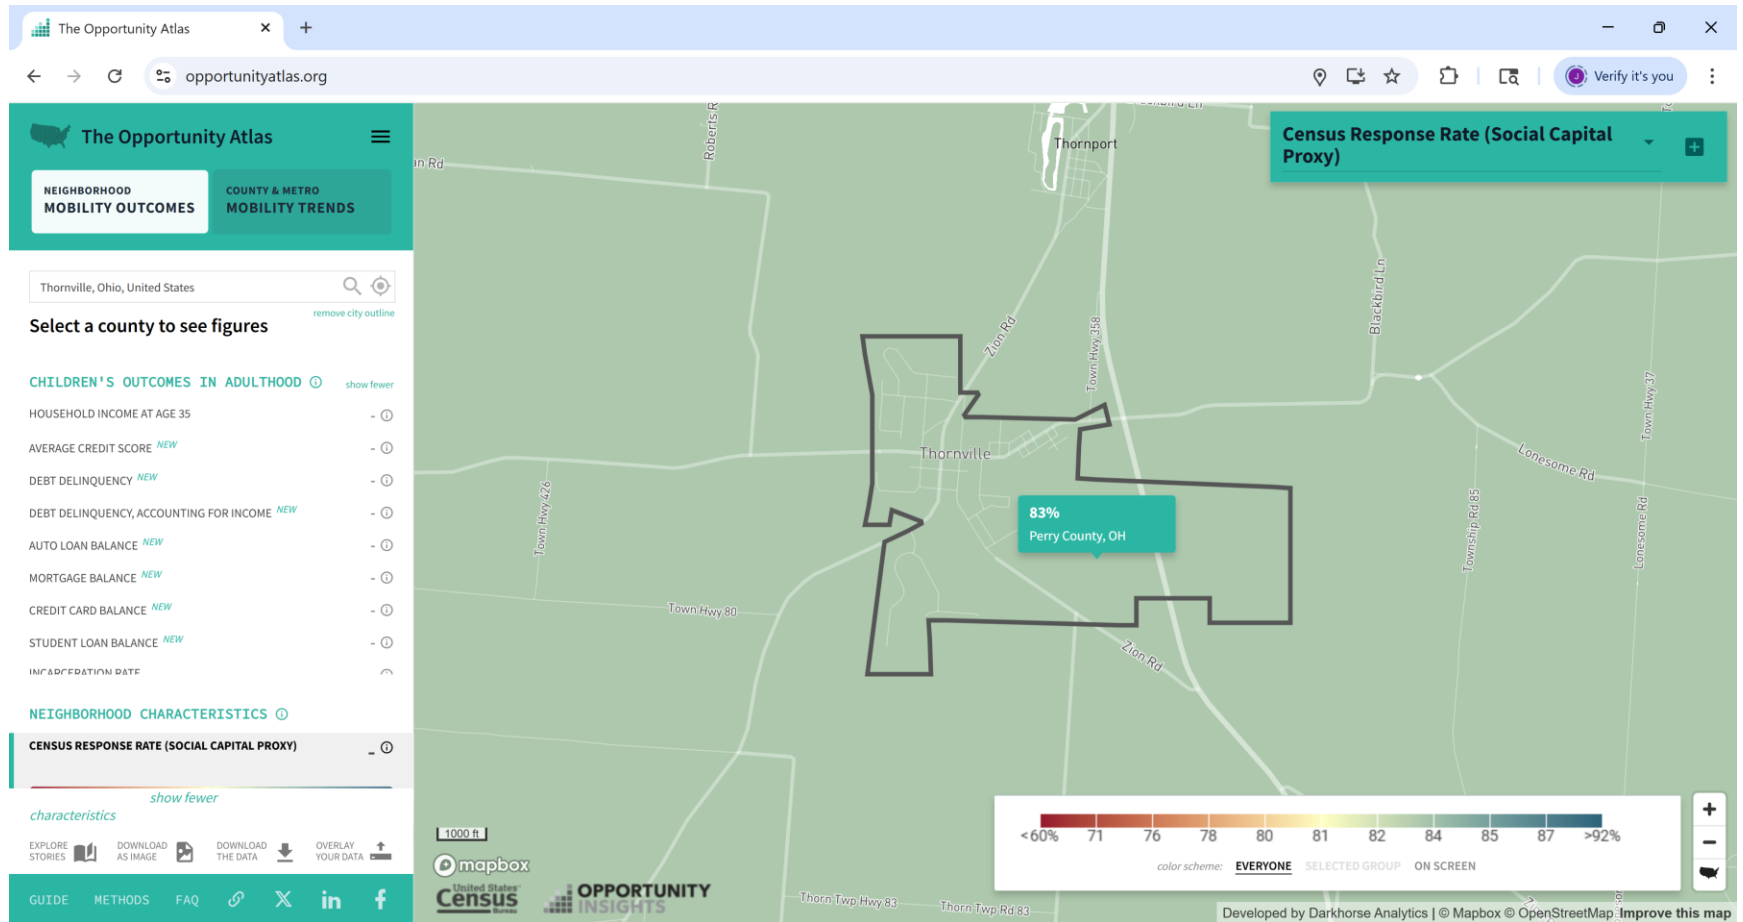 The Opportunity Atlas
opportunityatlas.org
Verify it's you
The Opportunity Atlas
NEIGHBORHOOD
MOBILITY OUTCOMES
COUNTY & METRO
MOBILITY TRENDS
Thornville, Ohio, United States
remove city outline
Select a county to see figures
CHILDREN'S OUTCOMES IN ADULTHOOD
show fewer
HOUSEHOLD INCOME AT AGE 35 -
AVERAGE CREDIT SCORE NEW -
DEBT DELINQUENCY NEW -
DEBT DELINQUENCY, ACCOUNTING FOR INCOME NEW -
AUTO LOAN BALANCE NEW -
MORTGAGE BALANCE NEW -
CREDIT CARD BALANCE NEW -
STUDENT LOAN BALANCE NEW -
INCARCERATION RATE
NEIGHBORHOOD CHARACTERISTICS
CENSUS RESPONSE RATE (SOCIAL CAPITAL PROXY) -
show fewer
characteristics
EXPLORE
STORIES
DOWNLOAD
AS IMAGE
DOWNLOAD
THE DATA
OVERLAY
YOUR DATA
GUIDE METHODS FAQ
Census Response Rate (Social Capital
Proxy)
Roberts R
an Rd
Thornport
Zion Rd
Town Hwy 358
Blackbird Ln
Town Hwy 37
Lonesome Rd
Thornville
Town Hwy 426
83%
Perry County, OH
Township Rd 85
Lonesome Rd
Town Hwy 80
Zion Rd
1000 ft
mapbox
United States®
Census
Bureau
OPPORTUNITY
INSIGHTS
Thorn Twp Hwy 83
Thorn Twp Rd 83
<60% 71 76 78 80 81 82 84 85 87 >92%
color scheme: EVERYONE SELECTED GROUP ON SCREEN
Developed by Darkhorse Analytics | © Mapbox © OpenStreetMap Improve this map